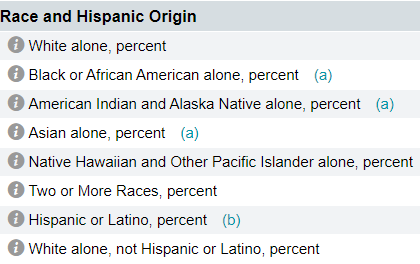 Race and Hispanic Origin
White alone, percent
Black or African American alone, percent (a)
American Indian and Alaska Native alone, percent (a)
Asian alone, percent (a)
Native Hawaiian and Other Pacific Islander alone, percent
Two or More Races, percent
Hispanic or Latino, percent (b)
White alone, not Hispanic or Latino, percent